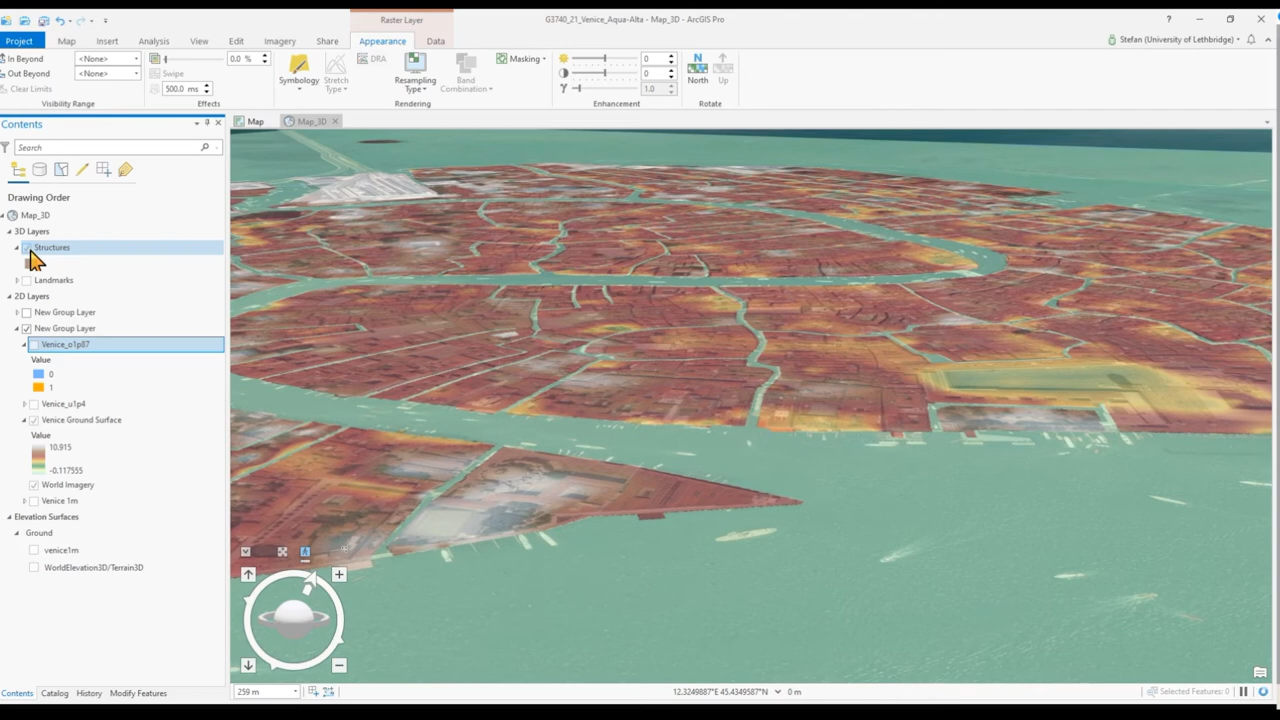 Raster Layer
G3740_21_Venice_Aqua-Alta - Map_3D - ArcGIS Pro
?
Project Map Insert Analysis View Edit Imagery Share Appearance Data
Stefan (University of Lethbridge)
In Beyond <None>
Out Beyond <None>
Clear Limits
Visibility Range
0.0 %
Swipe
500.0 ms
Effects
Symbology
Stretch Type
DRA
Resampling Type
Band Combination
Masking
Rendering
0
0
1.0
Enhancement
North Up
Rotate
Contents
Map Map_3D
Search
Drawing Order
Map_3D
3D Layers
Structures
Landmarks
2D Layers
New Group Layer
New Group Layer
Venice_o1p87
Value
0
1
Venice_u1p4
Venice Ground Surface
Value
10,915
-0,117555
World Imagery
Venice 1m
Elevation Surfaces
Ground
venice1m
WorldElevation3D/Terrain3D
Contents Catalog History Modify Features
259 m
12.3249887°E 45.4349587°N 0 m
Selected Features: 0